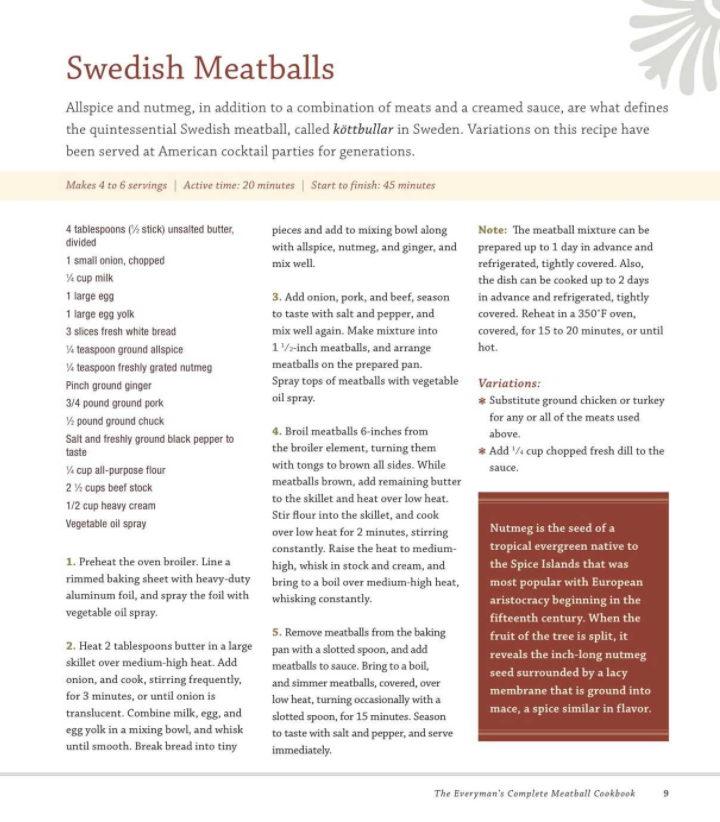 Swedish Meatballs
Allspice and nutmeg, in addition to a combination of meats and a creamed sauce, are what defines
the quintessential Swedish meatball, called köttbullar in Sweden. Variations on this recipe have
been served at American cocktail parties for generations.
Makes 4 to 6 servings | Active time: 20 minutes | Start to finish: 45 minutes
4 tablespoons (½ stick) unsalted butter,
divided
1 small onion, chopped
¼ cup milk
1 large egg
1 large egg yolk
3 slices fresh white bread
¼ teaspoon ground allspice
¼ teaspoon freshly grated nutmeg
Pinch ground ginger
3/4 pound ground pork
½ pound ground chuck
Salt and freshly ground black pepper to
taste
¼ cup all-purpose flour
2 ½ cups beef stock
1/2 cup heavy cream
Vegetable oil spray
1. Preheat the oven broiler. Line a
rimmed baking sheet with heavy-duty
aluminum foil, and spray the foil with
vegetable oil spray.
2. Heat 2 tablespoons butter in a large
skillet over medium-high heat. Add
onion, and cook, stirring frequently,
for 3 minutes, or until onion is
translucent. Combine milk, egg, and
egg yolk in a mixing bowl, and whisk
until smooth. Break bread into tiny
pieces and add to mixing bowl along
with allspice, nutmeg, and ginger, and
mix well.
3. Add onion, pork, and beef, season
to taste with salt and pepper, and
mix well again. Make mixture into
1 ½-inch meatballs, and arrange
meatballs on the prepared pan.
Spray tops of meatballs with vegetable
oil spray.
4. Broil meatballs 6-inches from
the broiler element, turning them
with tongs to brown all sides. While
meatballs brown, add remaining butter
to the skillet and heat over low heat.
Stir flour into the skillet, and cook
over low heat for 2 minutes, stirring
constantly. Raise the heat to medium-
high, whisk in stock and cream, and
bring to a boil over medium-high heat,
whisking constantly.
5. Remove meatballs from the baking
pan with a slotted spoon, and add
meatballs to sauce. Bring to a boil,
and simmer meatballs, covered, over
low heat, turning occasionally with a
slotted spoon, for 15 minutes. Season
to taste with salt and pepper, and serve
immediately.
Note: The meatball mixture can be
prepared up to 1 day in advance and
refrigerated, tightly covered. Also,
the dish can be cooked up to 2 days
in advance and refrigerated, tightly
covered. Reheat in a 350°F oven,
covered, for 15 to 20 minutes, or until
hot.
Variations:
✻ Substitute ground chicken or turkey
for any or all of the meats used
above.
✻ Add ¼ cup chopped fresh dill to the
sauce.
Nutmeg is the seed of a
tropical evergreen native to
the Spice Islands that was
most popular with European
aristocracy beginning in the
fifteenth century. When the
fruit of the tree is split, it
reveals the inch-long nutmeg
seed surrounded by a lacy
membrane that is ground into
mace, a spice similar in flavor.
The Everyman's Complete Meatball Cookbook 9